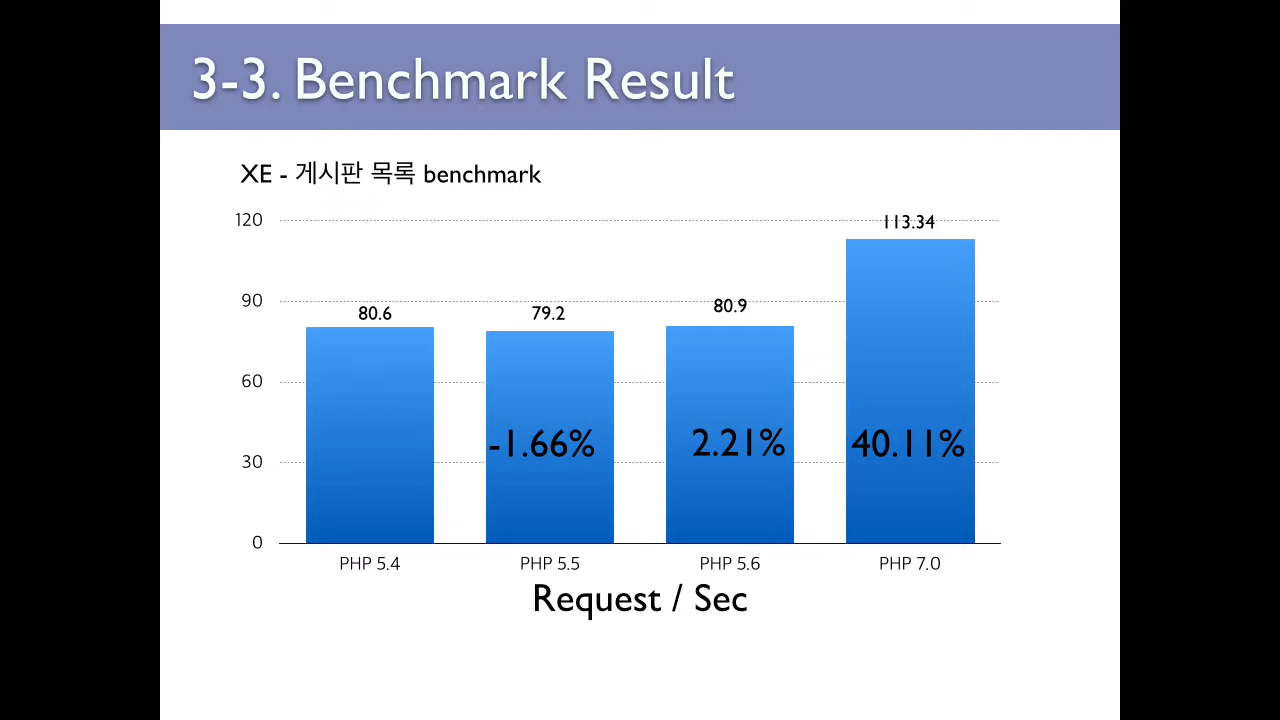 3-3. Benchmark Result
XE - 게시판 목록 benchmark
120
90
60
30
0
80.6
79.2
80.9
113.34
-1.66%
2.21%
40.11%
PHP 5.4
PHP 5.5
PHP 5.6
PHP 7.0
Request / Sec